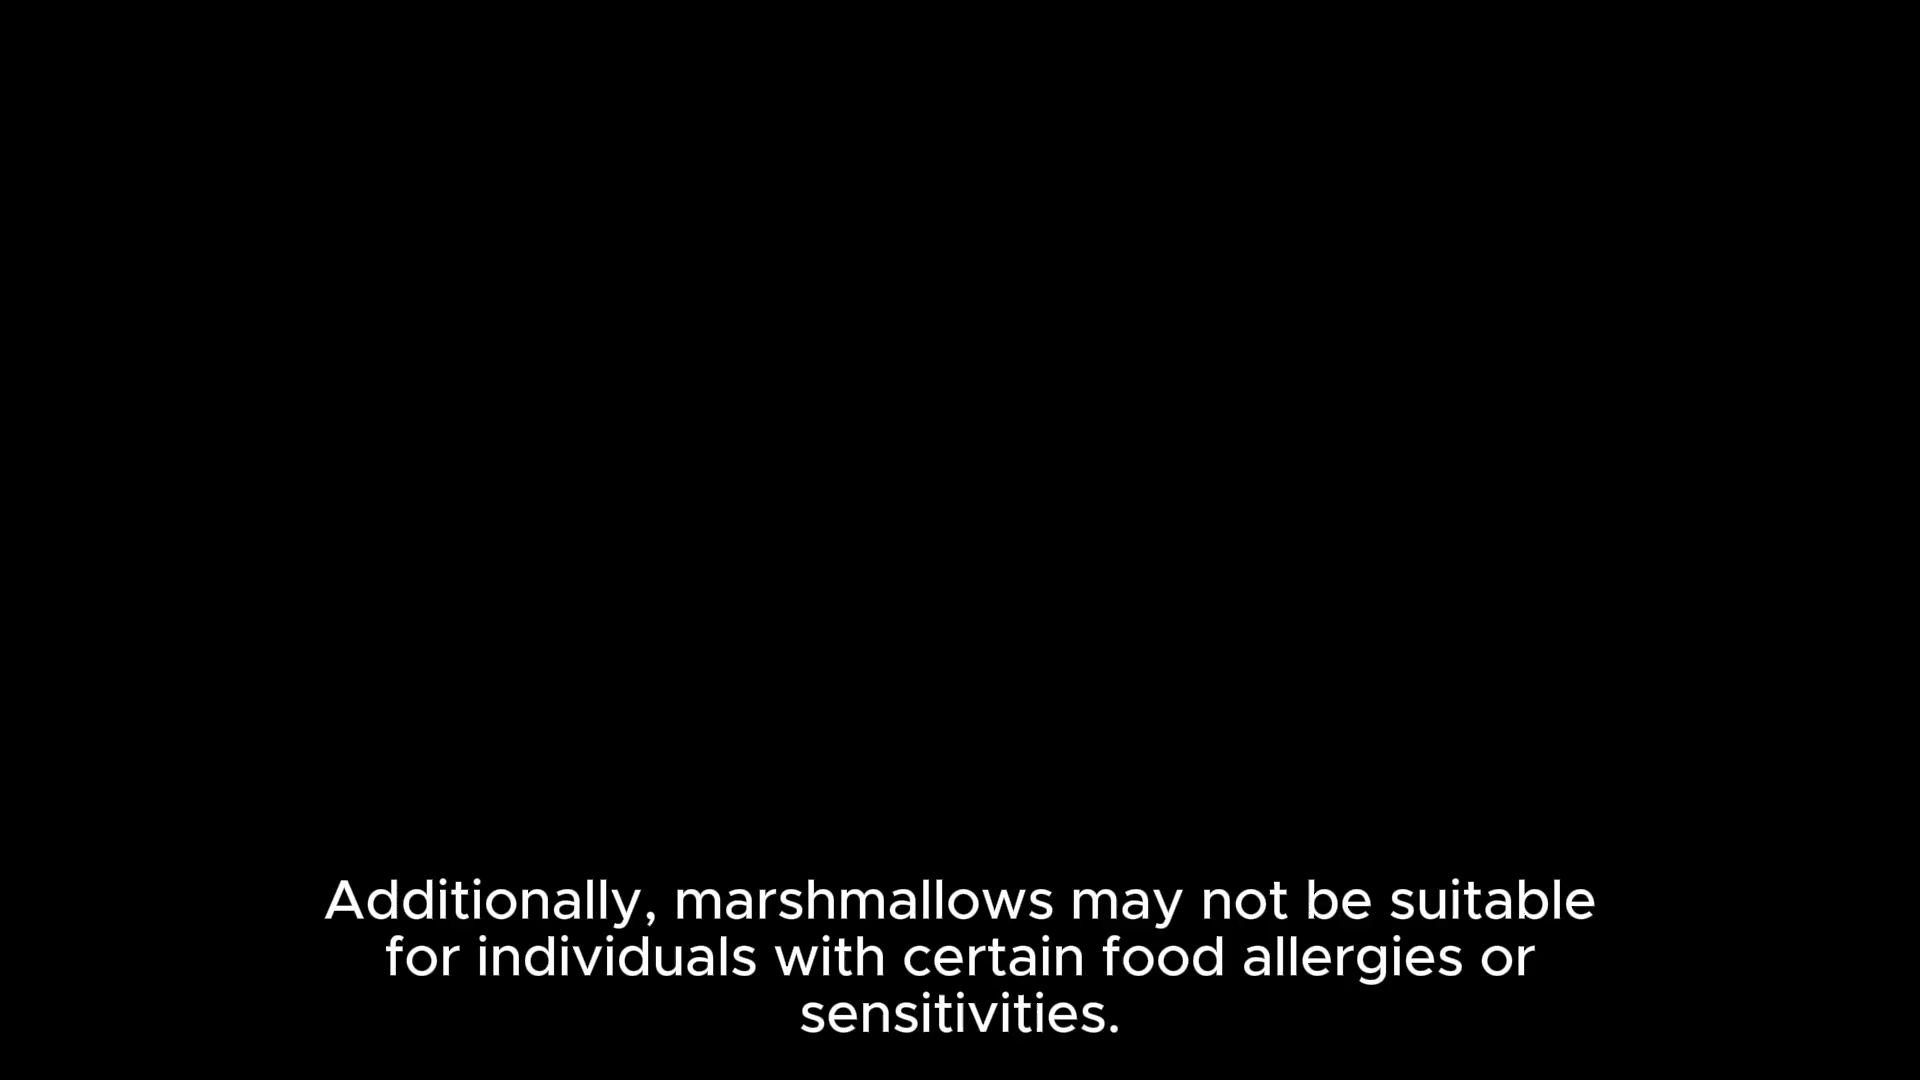 Additionally, marshmallows may not be suitable
for individuals with certain food allergies or
sensitivities.